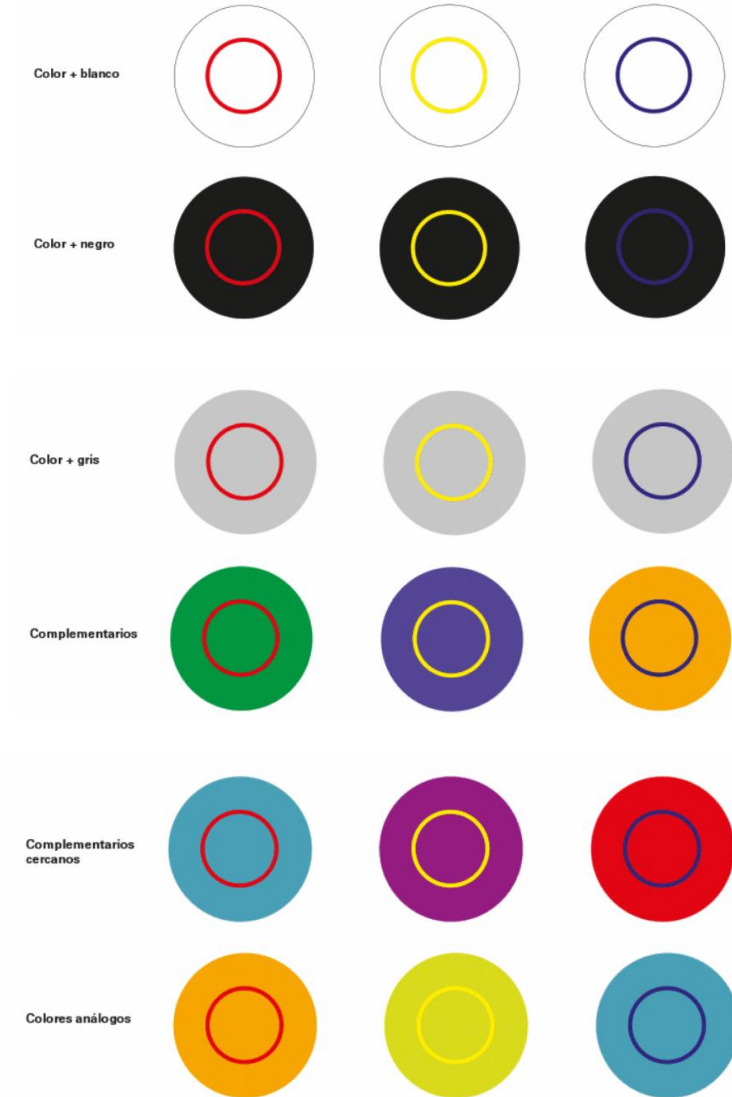 Color + blanco
Color + negro
Color + gris
Complementarios
Complementarios
cercanos
Colores análogos